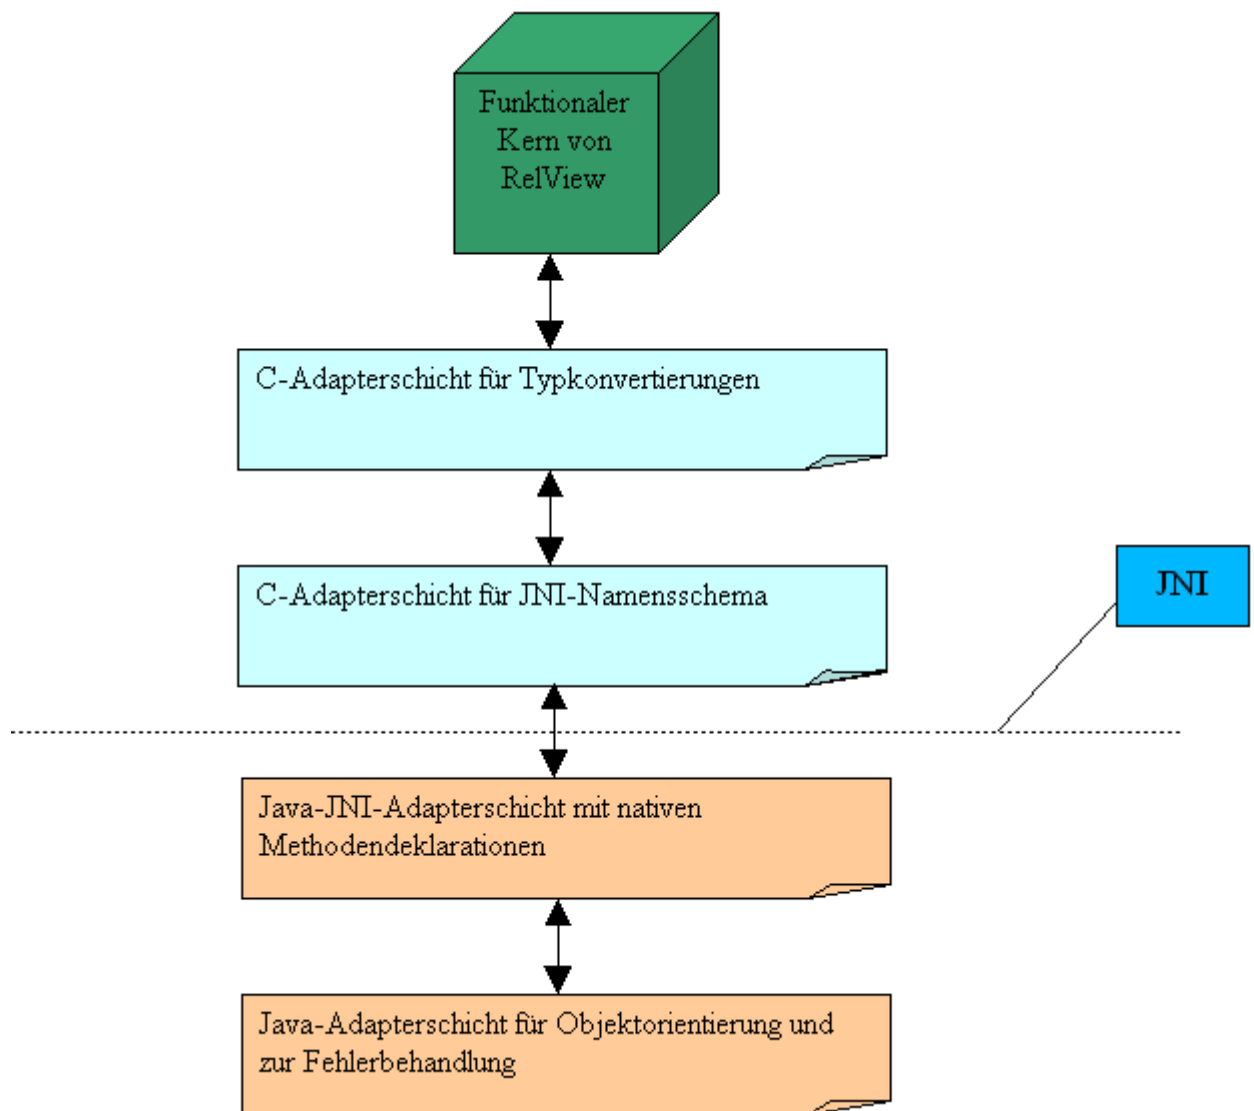 Funktionaler
Kern von
RelView
C-Adapterschicht für Typkonvertierungen
C-Adapterschicht für JNI-Namensschema
JNI
Java-JNI-Adapterschicht mit nativen
Methodendeklarationen
Java-Adapterschicht für Objektorientierung und
zur Fehlerbehandlung